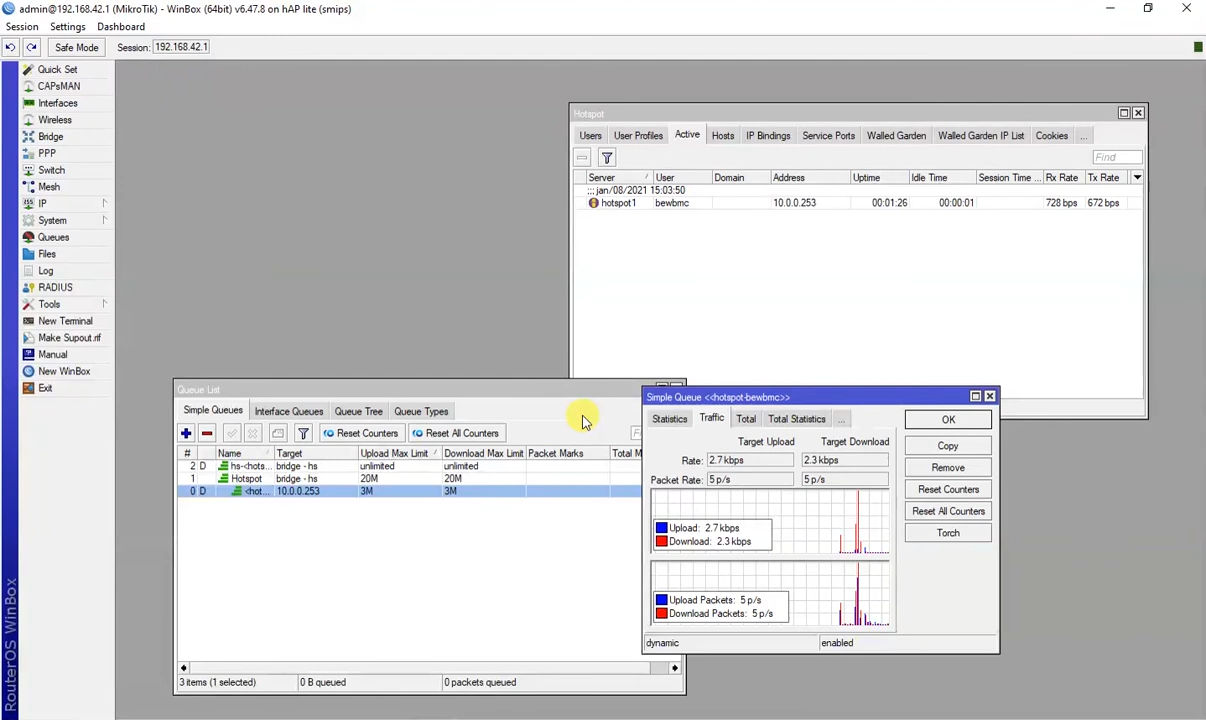 admin@192.168.42.1 (MikroTik) - WinBox (64bit) v6.47.8 on hAP lite (smips)
Session Settings Dashboard
Safe Mode Session: 192.168.42.1
Quick Set
CAPsMAN
Interfaces
Wireless
Bridge
PPP
Switch
Mesh
IP
System
Queues
Files
Log
RADIUS
Tools
New Terminal
Make Supout.rif
Manual
New WinBox
Exit
RouterOS WinBox
Hotspot
Users User Profiles Active Hosts IP Bindings Service Ports Walled Garden Walled Garden IP List Cookies ...
Find
Server User Domain Address Uptime Idle Time Session Time ... Rx Rate Tx Rate
;;; jan/08/2021 15:03:50
hotspot1 bewbmc 10.0.0.253 00:01:26 00:00:01 728 bps 672 bps
Queue List
Simple Queues Interface Queues Queue Tree Queue Types
Reset Counters Reset All Counters
# Name Target Upload Max Limit Download Max Limit Packet Marks Total M
2 D hs-<hots... bridge - hs unlimited unlimited
1 Hotspot bridge - hs 20M 20M
0 D <hot... 10.0.0.253 3M 3M
3 items (1 selected) 0 B queued 0 packets queued
Simple Queue <<hotspot-bewbmc>>
Statistics Traffic Total Total Statistics ...
Target Upload Target Download
Rate: 2.7 kbps 2.3 kbps
Packet Rate: 5 p/s 5 p/s
Upload: 2.7 kbps
Download: 2.3 kbps
Upload Packets: 5 p/s
Download Packets: 5 p/s
OK
Copy
Remove
Reset Counters
Reset All Counters
Torch
dynamic enabled